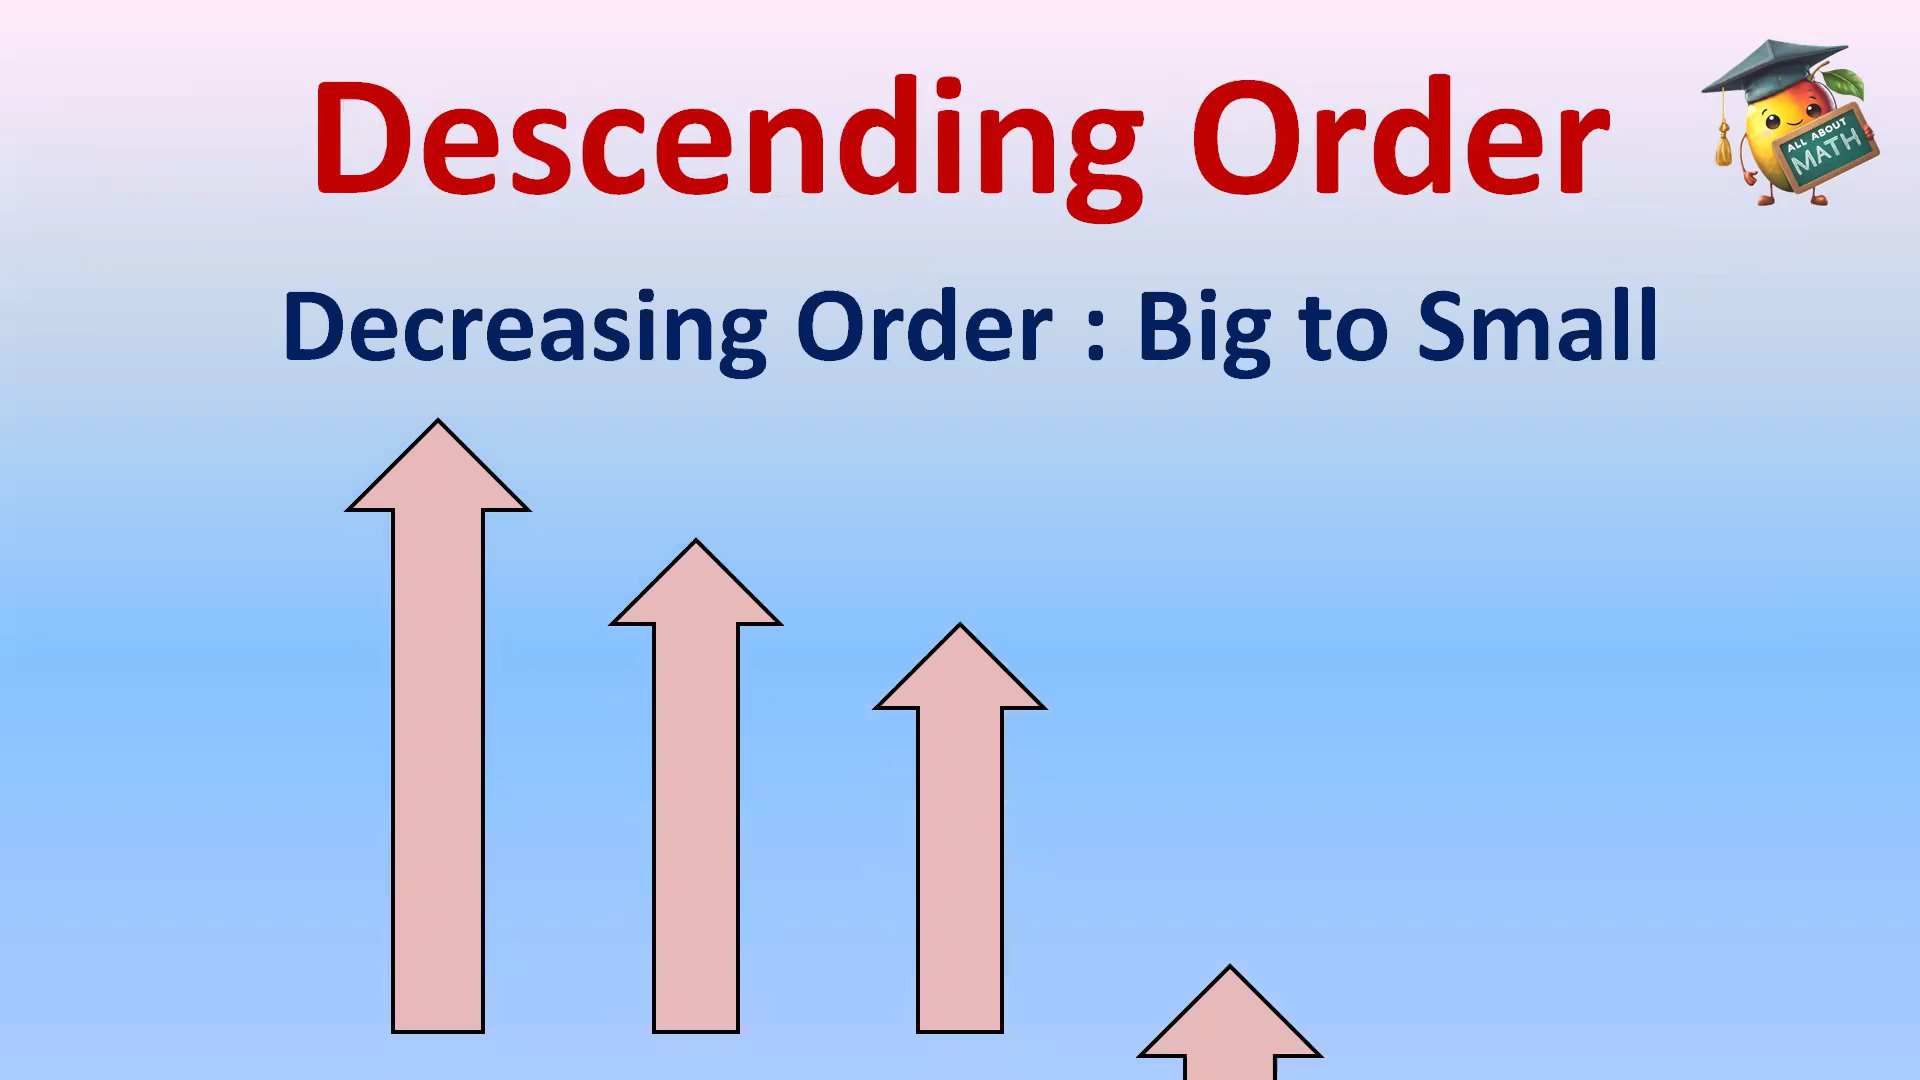 Descending Order
ALL ABOUT
MATH
Decreasing Order : Big to Small